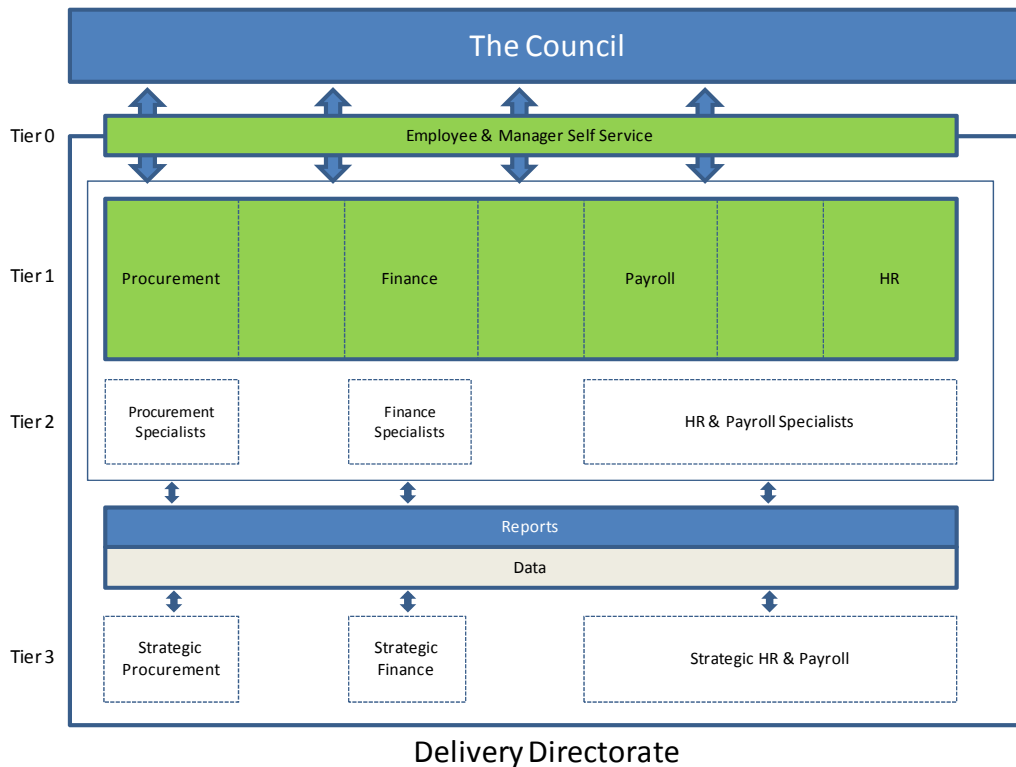 The Council
Tier 0
Employee & Manager Self Service
Tier 1
Procurement
Finance
Payroll
HR
Tier 2
Procurement
Specialists
Finance
Specialists
HR & Payroll Specialists
Reports
Data
Tier 3
Strategic
Procurement
Strategic
Finance
Strategic HR & Payroll
Delivery Directorate